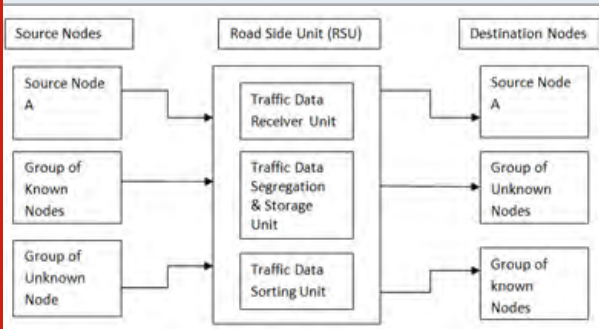 Source Nodes
Road Side Unit (RSU)
Destination Nodes
Source Node
A
Group of
Known
Nodes
Group of
Unknown
Node
Traffic Data
Receiver Unit
Traffic Data
Segregation
& Storage
Unit
Traffic Data
Sorting Unit
Source Node
A
Group of
Unknown
Nodes
Group of
known
Nodes